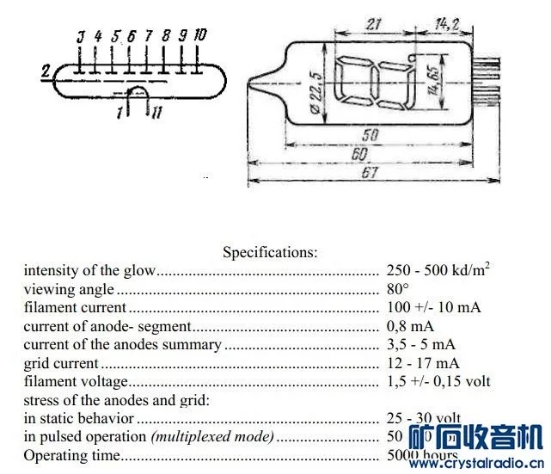 3 4 5 6 7 8 9 10
2
1 11
21 14,2
ø 22,5
14,65
50
60
67
Specifications:
intensity of the glow........................................................ 250 - 500 kd/m²
viewing angle.................................................................. 80°
filament current............................................................... 100 +/- 10 mA
current of anode- segment............................................... 0,8 mA
current of the anodes summary........................................ 3,5 - 5 mA
grid current...................................................................... 12 - 17 mA
filament voltage............................................................... 1,5 +/- 0,15 volt
stress of the anodes and grid:
in static behavior.............................................................. 25 - 30 volt
in pulsed operation (multiplexed mode)........................... 50
Operating time.................................................................. 5000 hours
矿石收音机
www.crystalradio.cn